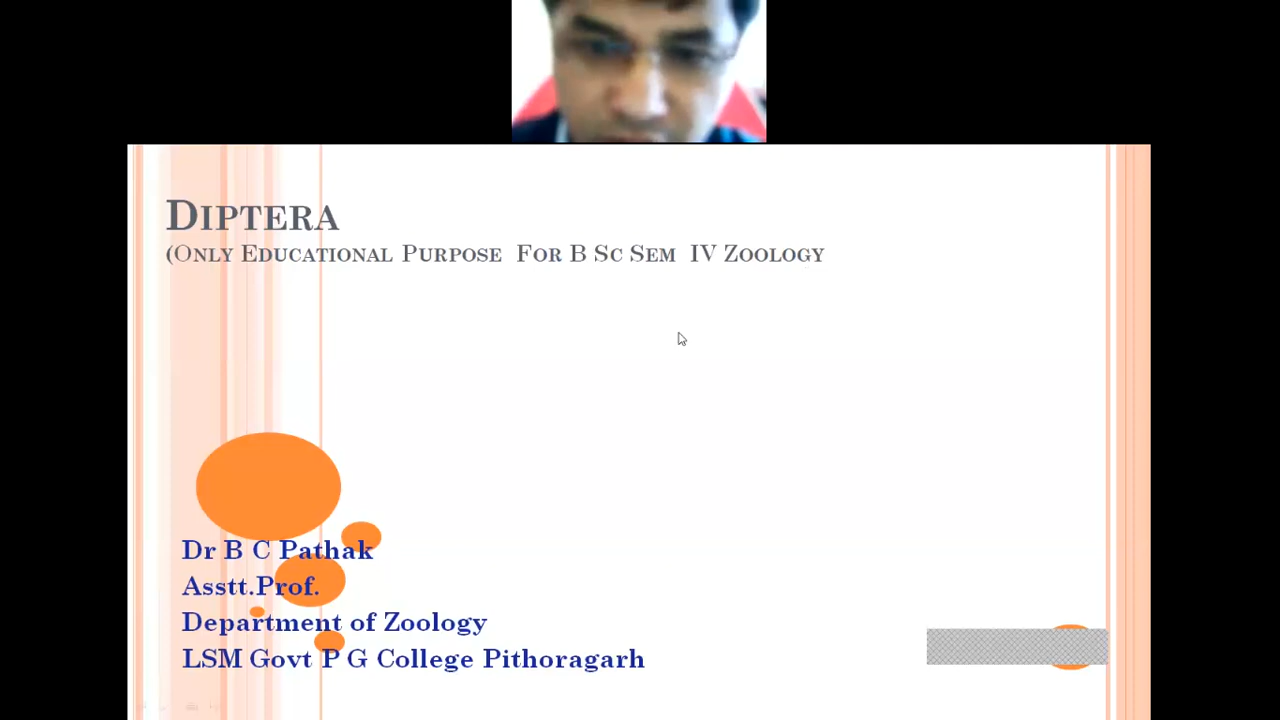 DIPTERA
(ONLY EDUCATIONAL PURPOSE FOR B SC SEM IV ZOOLOGY
Dr B C Pathak
Asstt.Prof.
Department of Zoology
LSM Govt P G College Pithoragarh